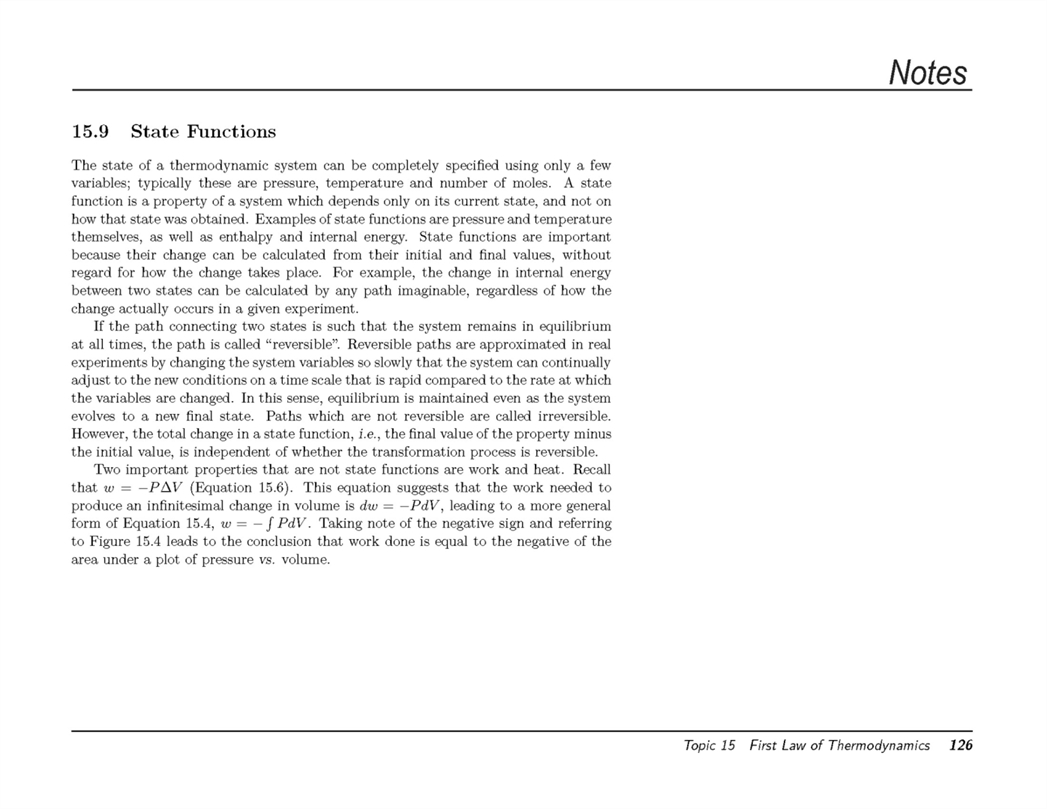 Notes
15.9 State Functions
The state of a thermodynamic system can be completely specified using only a few
variables; typically these are pressure, temperature and number of moles. A state
function is a property of a system which depends only on its current state, and not on
how that state was obtained. Examples of state functions are pressure and temperature
themselves, as well as enthalpy and internal energy. State functions are important
because their change can be calculated from their initial and final values, without
regard for how the change takes place. For example, the change in internal energy
between two states can be calculated by any path imaginable, regardless of how the
change actually occurs in a given experiment.
If the path connecting two states is such that the system remains in equilibrium
at all times, the path is called “reversible”. Reversible paths are approximated in real
experiments by changing the system variables so slowly that the system can continually
adjust to the new conditions on a time scale that is rapid compared to the rate at which
the variables are changed. In this sense, equilibrium is maintained even as the system
evolves to a new final state. Paths which are not reversible are called irreversible.
However, the total change in a state function, i.e., the final value of the property minus
the initial value, is independent of whether the transformation process is reversible.
Two important properties that are not state functions are work and heat. Recall
that w = −PΔV (Equation 15.6). This equation suggests that the work needed to
produce an infinitesimal change in volume is dw = −PdV, leading to a more general
form of Equation 15.4, w = − ∫ PdV. Taking note of the negative sign and referring
to Figure 15.4 leads to the conclusion that work done is equal to the negative of the
area under a plot of pressure vs. volume.
Topic 15 First Law of Thermodynamics 126